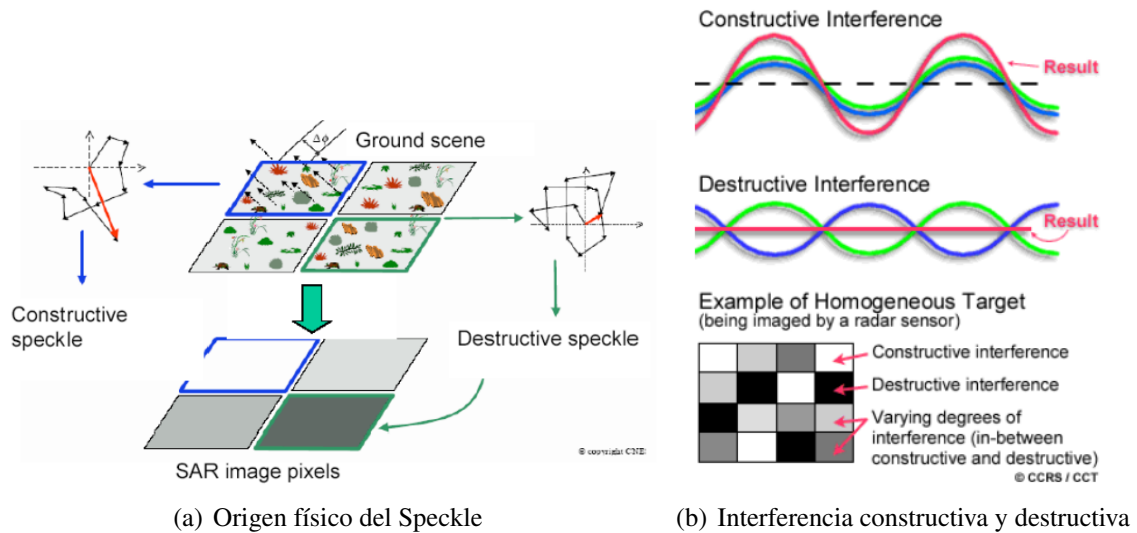 Δϕ
Ground scene
Constructive
speckle
Destructive speckle
SAR image pixels
© copyright CNE
(a) Origen físico del Speckle
Constructive Interference
Result
Destructive Interference
Result
Example of Homogeneous Target
(being imaged by a radar sensor)
Constructive interference
Destructive interference
Varying degrees of
interference (in-between
constructive and destructive)
© CCRS / CCT
(b) Interferencia constructiva y destructiva